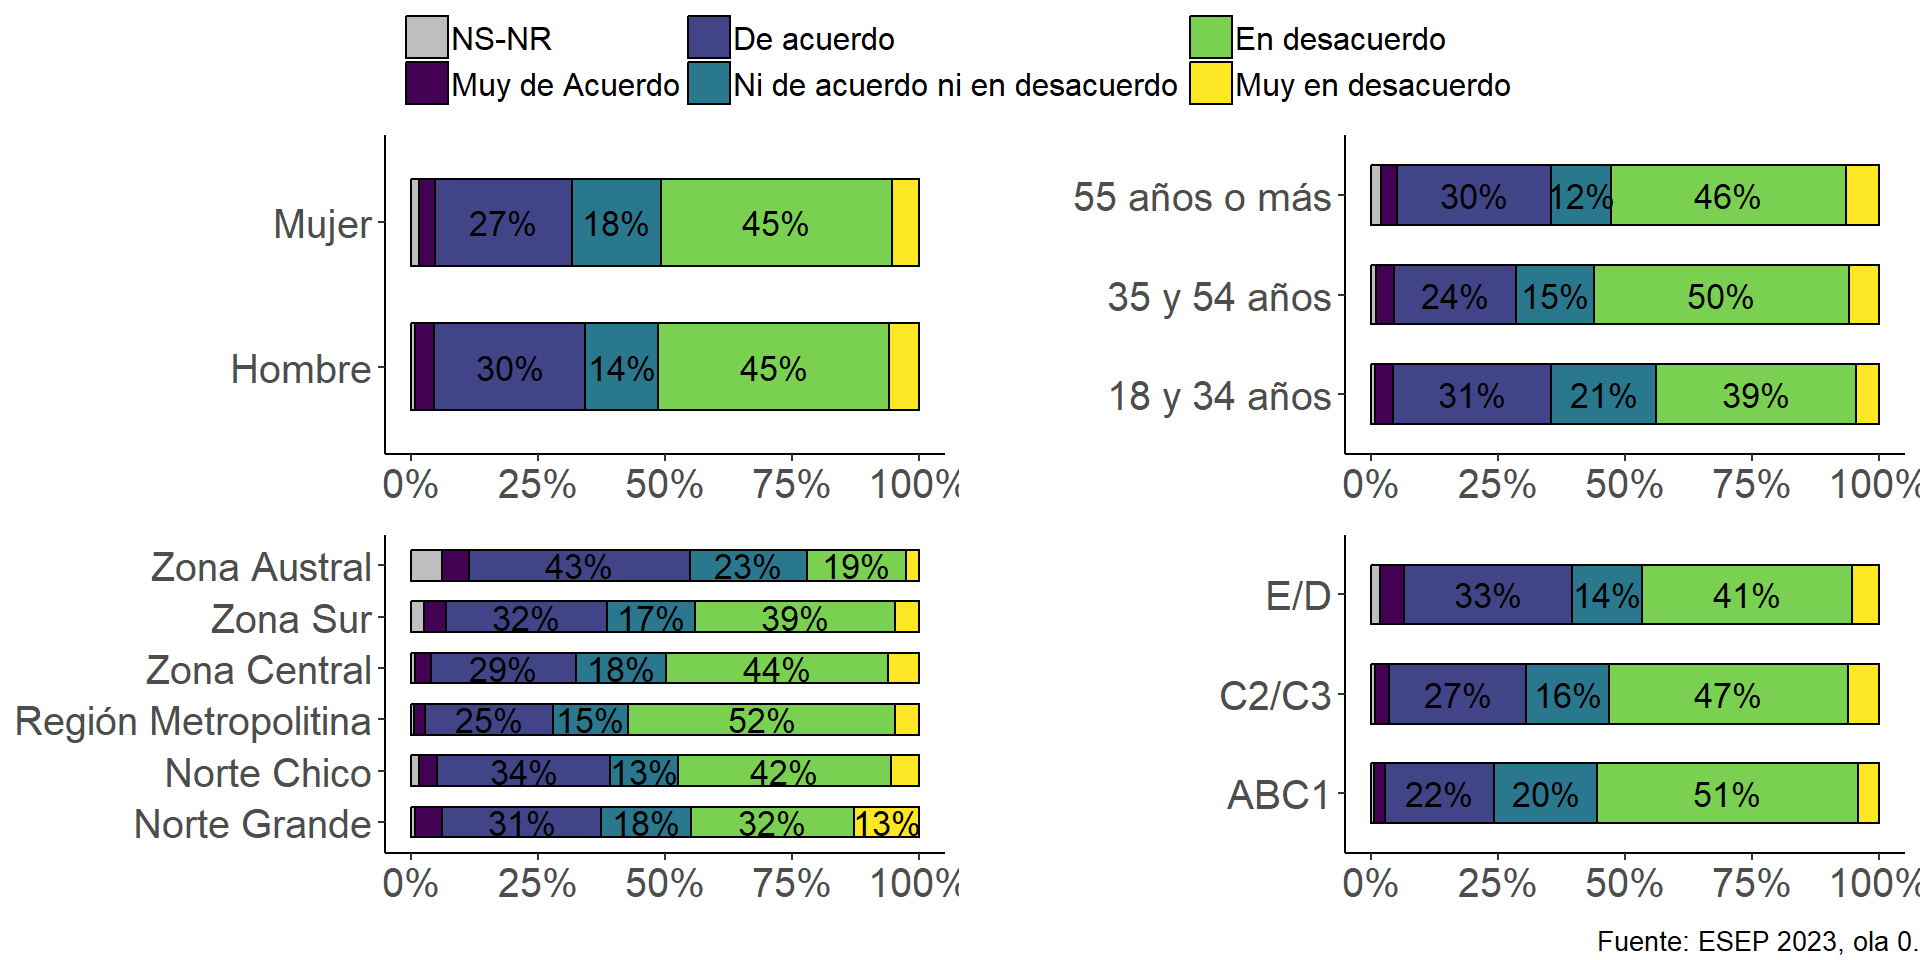 NS-NR De acuerdo En desacuerdo
Muy de Acuerdo Ni de acuerdo ni en desacuerdo Muy en desacuerdo
Mujer 27% 18% 45%
Hombre 30% 14% 45%
0% 25% 50% 75% 100%
55 años o más 30% 12% 46%
35 y 54 años 24% 15% 50%
18 y 34 años 31% 21% 39%
0% 25% 50% 75% 100%
Zona Austral 43% 23% 19%
Zona Sur 32% 17% 39%
Zona Central 29% 18% 44%
Región Metropolitina 25% 15% 52%
Norte Chico 34% 13% 42%
Norte Grande 31% 18% 32% 13%
0% 25% 50% 75% 100%
E/D 33% 14% 41%
C2/C3 27% 16% 47%
ABC1 22% 20% 51%
0% 25% 50% 75% 100%
Fuente: ESEP 2023, ola 0.